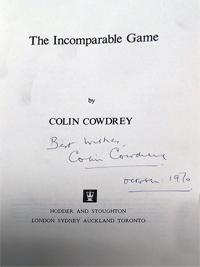 The Incomparable Game
by
COLIN COWDREY
Best Wishes,
Colin Cowdrey
October 1970
HODDER AND STOUGHTON
LONDON SYDNEY AUCKLAND TORONTO